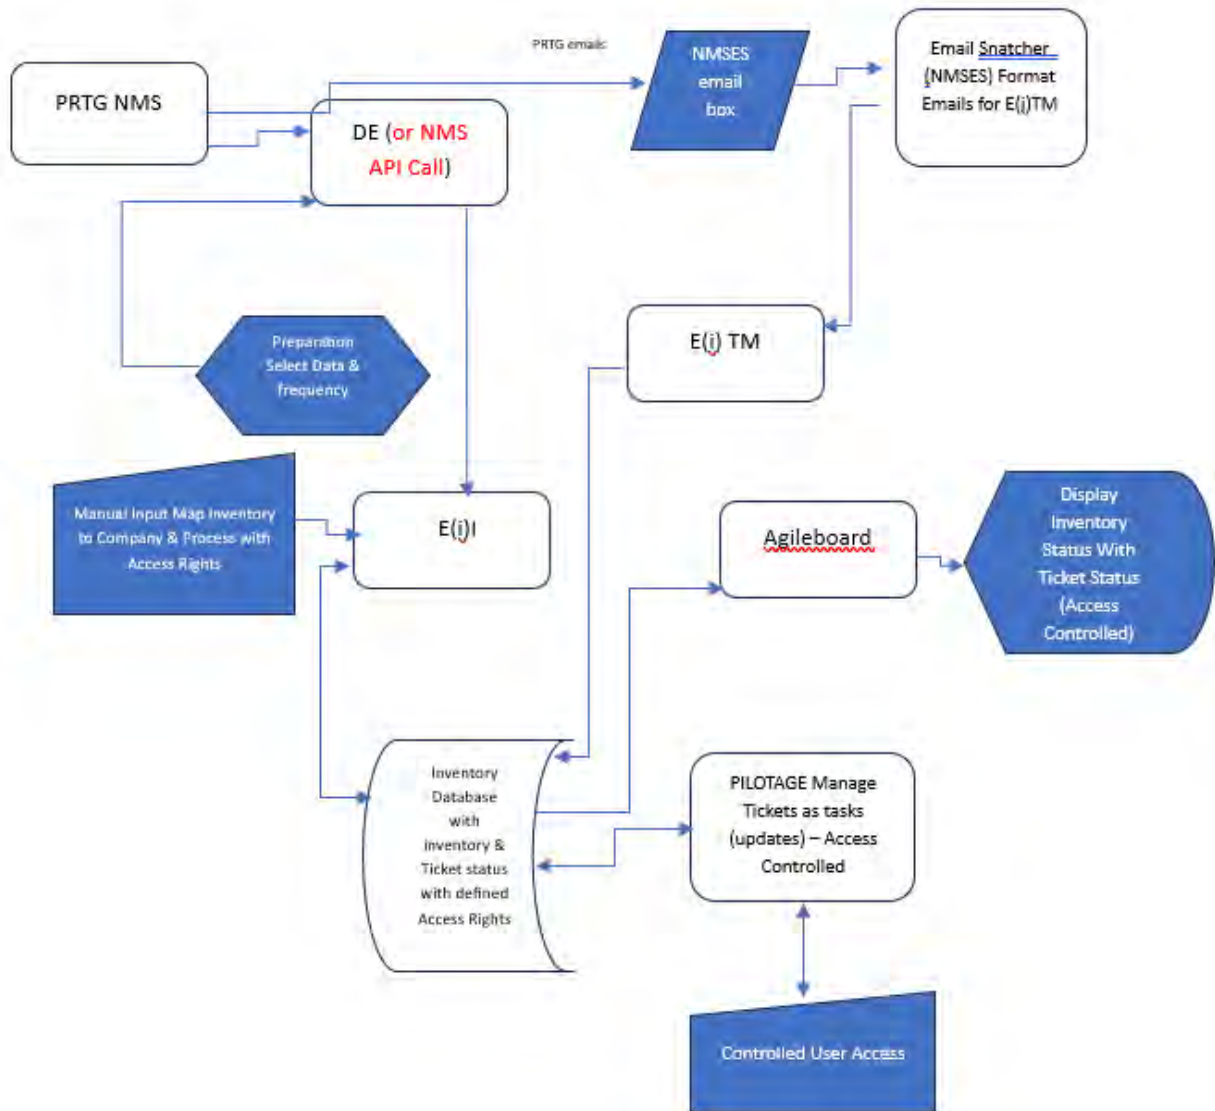 PRTG emails
PRTG NMS
DE (or NMS
API Call)
NMSES
email
box
Email Snatcher
(NMSES) Format
Emails for E(i)TM
Preparation
Select Data &
frequency
E(i) TM
Manual Input Map Inventory
to Company & Process with
Access Rights
E(i)I
Agileboard
Display
Inventory
Status With
Ticket Status
(Access
Controlled)
Inventory
Database
with
inventory &
Ticket status
with defined
Access Rights
PILOTAGE Manage
Tickets as tasks
(updates) – Access
Controlled
Controlled User Access